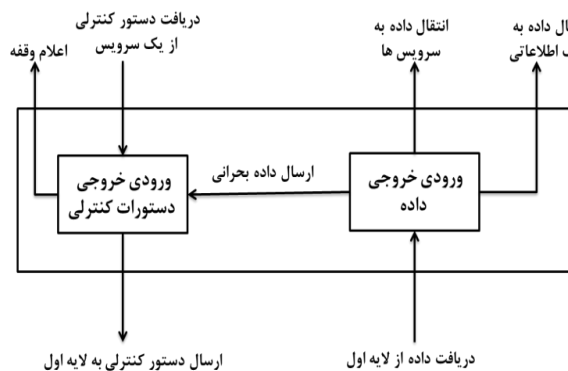 داده به
اطلاعاتی
انتقال داده به
سرویس ها
دریافت دستور کنترلی
از یک سرویس
اعلام وقفه
ورودی خروجی
داده
ارسال داده بحرانی
ورودی خروجی
دستورات کنترلی
دریافت داده از لایه اول
ارسال دستور کنترلی به لایه اول